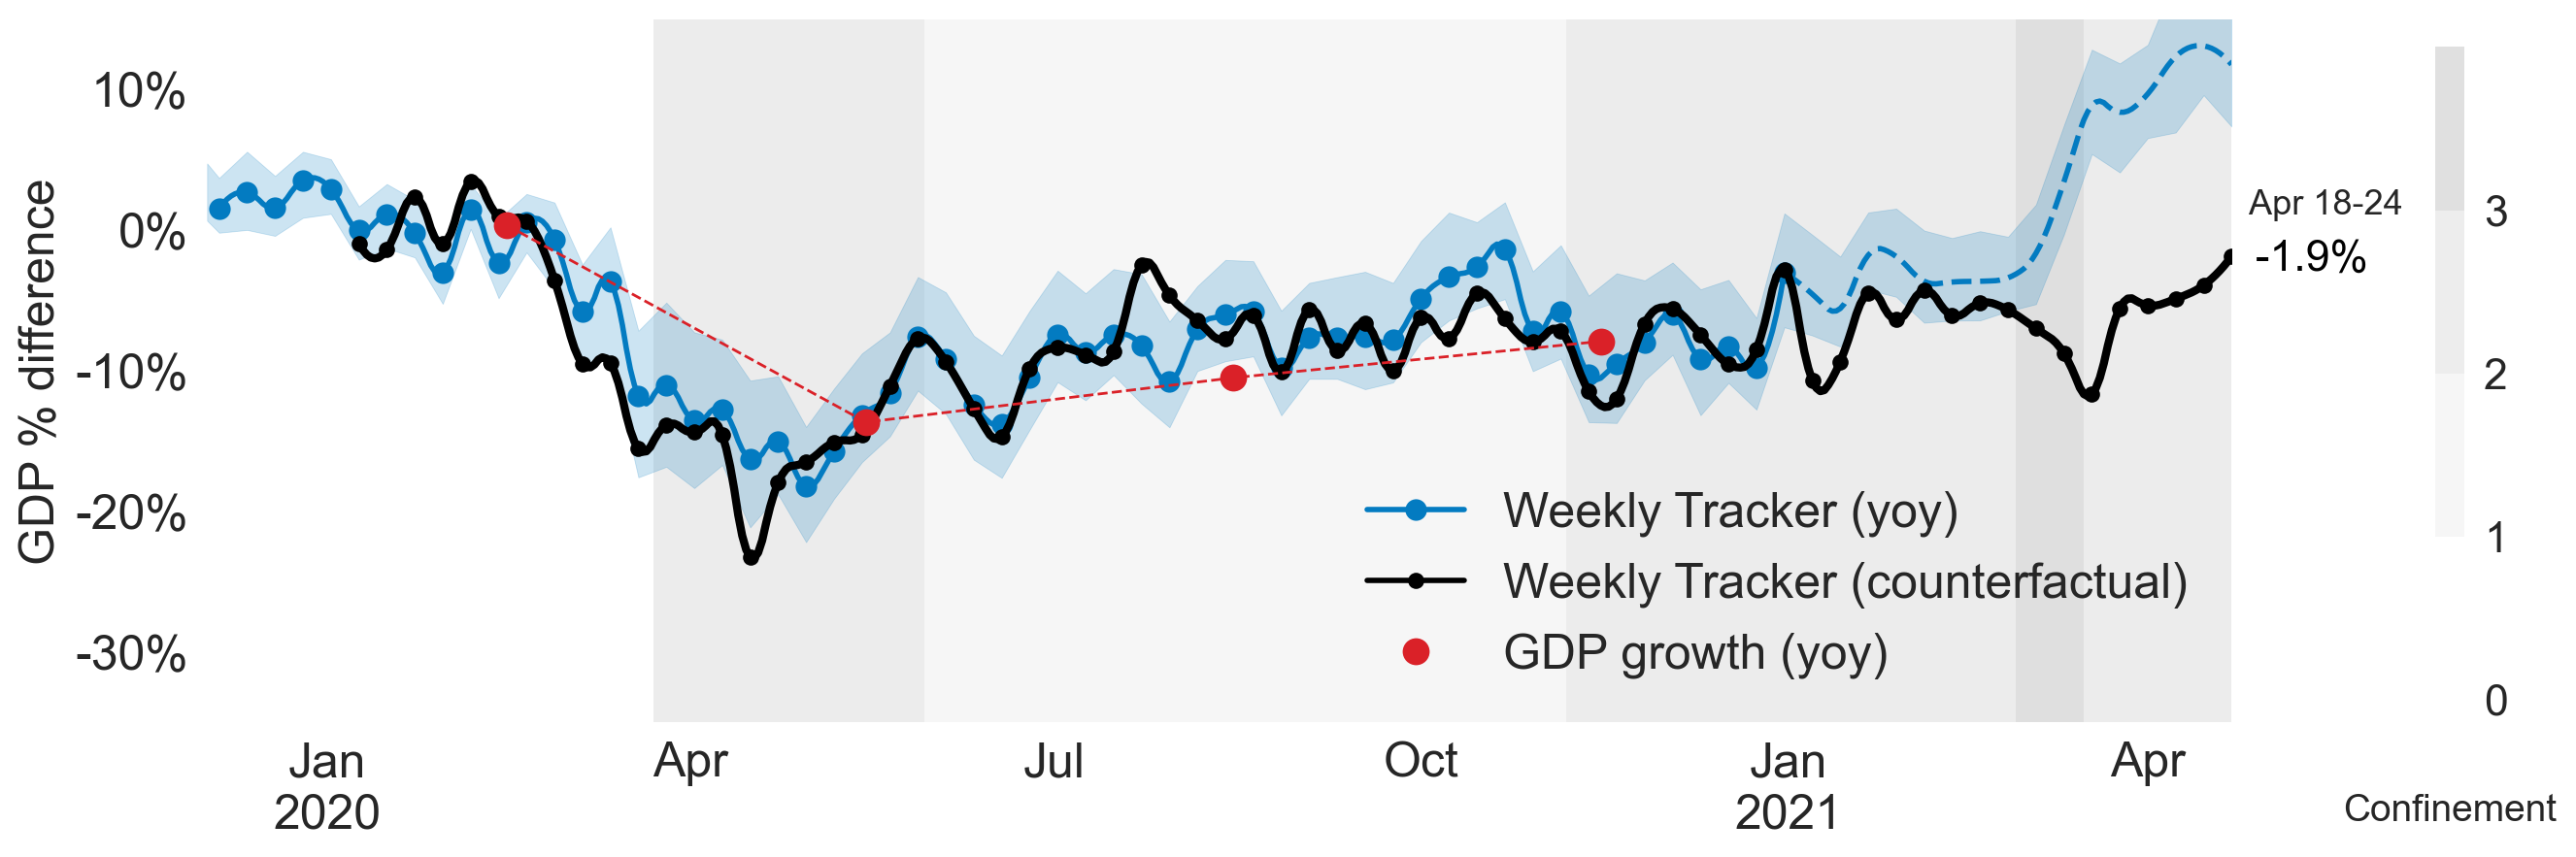 GDP % difference
10%
0%
-10%
-20%
-30%
Jan
2020
Apr
Jul
Oct
Jan
2021
Apr
Weekly Tracker (yoy)
Weekly Tracker (counterfactual)
GDP growth (yoy)
Apr 18-24
-1.9%
3
2
1
0
Confinement